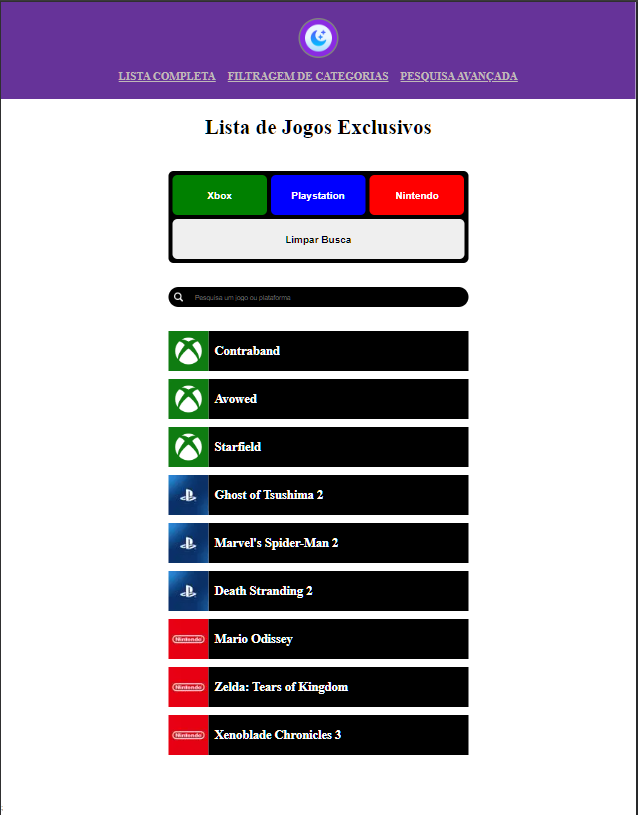 LISTA COMPLETA FILTRAGEM DE CATEGORIAS PESQUISA AVANÇADA
Lista de Jogos Exclusivos
Xbox Playstation Nintendo
Limpar Busca
Pesquisa um jogo ou plataforma
Contraband
Avowed
Starfield
Ghost of Tsushima 2
Marvel's Spider-Man 2
Death Stranding 2
Nintendo Mario Odissey
Nintendo Zelda: Tears of Kingdom
Nintendo Xenoblade Chronicles 3